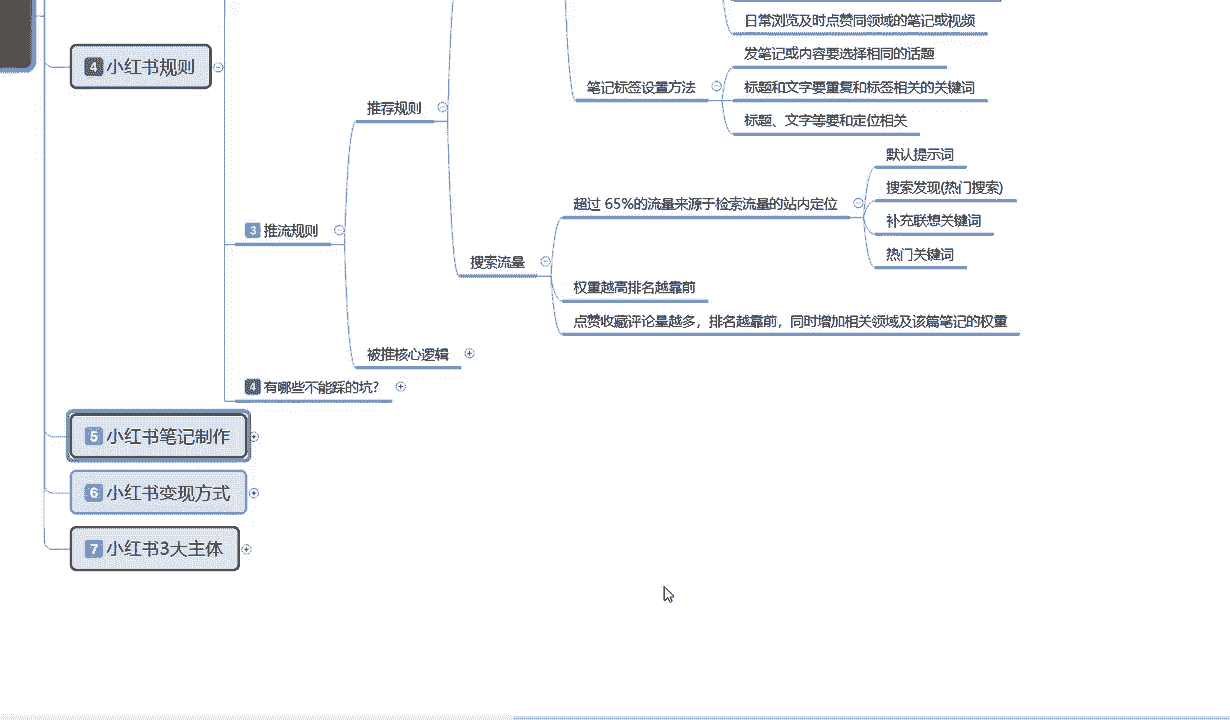 日常浏览及时点赞同领域的笔记或视频
发笔记或内容要选择相同的话题
4 小红书规则
笔记标签设置方法
标题和文字要重复和标签相关的关键词
推荐规则
标题、文字等要和定位相关
默认提示词
搜索发现(热门搜索)
超过 65%的流量来源于检索流量的站内定位
补充联想关键词
3 推流规则
热门关键词
搜索流量
权重越高排名越靠前
点赞收藏评论量越多，排名越靠前，同时增加相关领域及该篇笔记的权重
被推核心逻辑
4 有哪些不能踩的坑?
5 小红书笔记制作
6 小红书变现方式
7 小红书3大主体